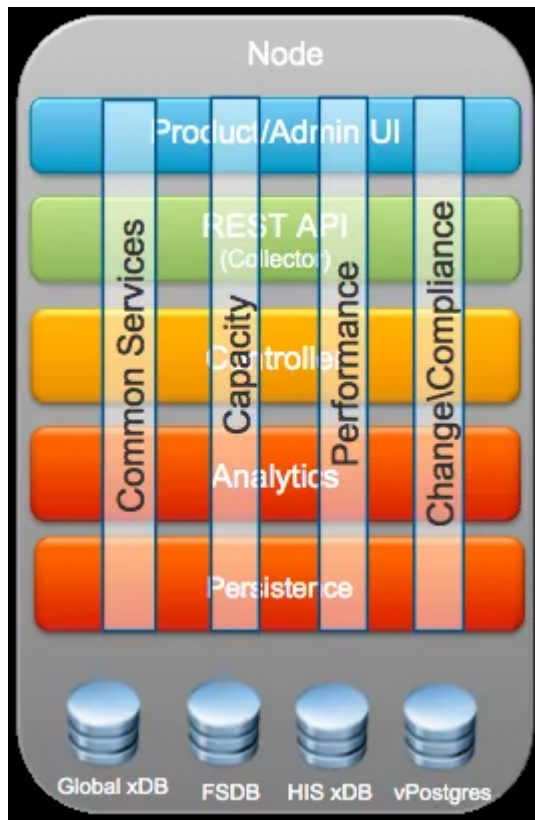 Node
Product/Admin UI
REST API
(Collector)
Controller
Analytics
Persistence
Common Services
Capacity
Performance
Change\Compliance
Global xDB
FSDB
HIS xDB
vPostgres